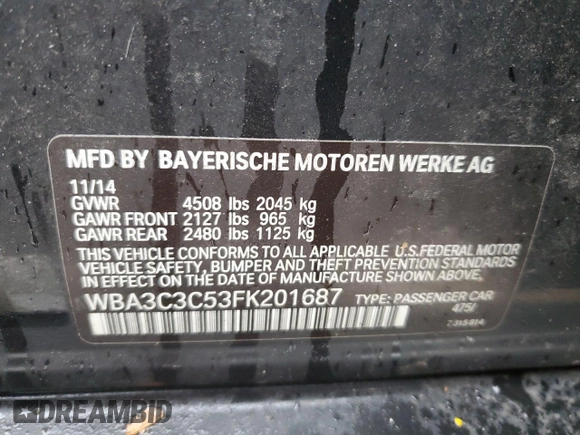 MFD BY BAYERISCHE MOTOREN WERKE AG
11/14
GVWR 4508 lbs 2045 kg
GAWR FRONT 2127 lbs 965 kg
GAWR REAR 2480 lbs 1125 kg
THIS VEHICLE CONFORMS TO ALL APPLICABLE U.S.FEDERAL MOTOR
VEHICLE SAFETY, BUMPER AND THEFT PREVENTION STANDARDS
IN EFFECT ON THE DATE OF MANUFACTURE SHOWN ABOVE.
WBA3C3C53FK201687 TYPE: PASSENGER CAR
475/
7315814
DREAMBID